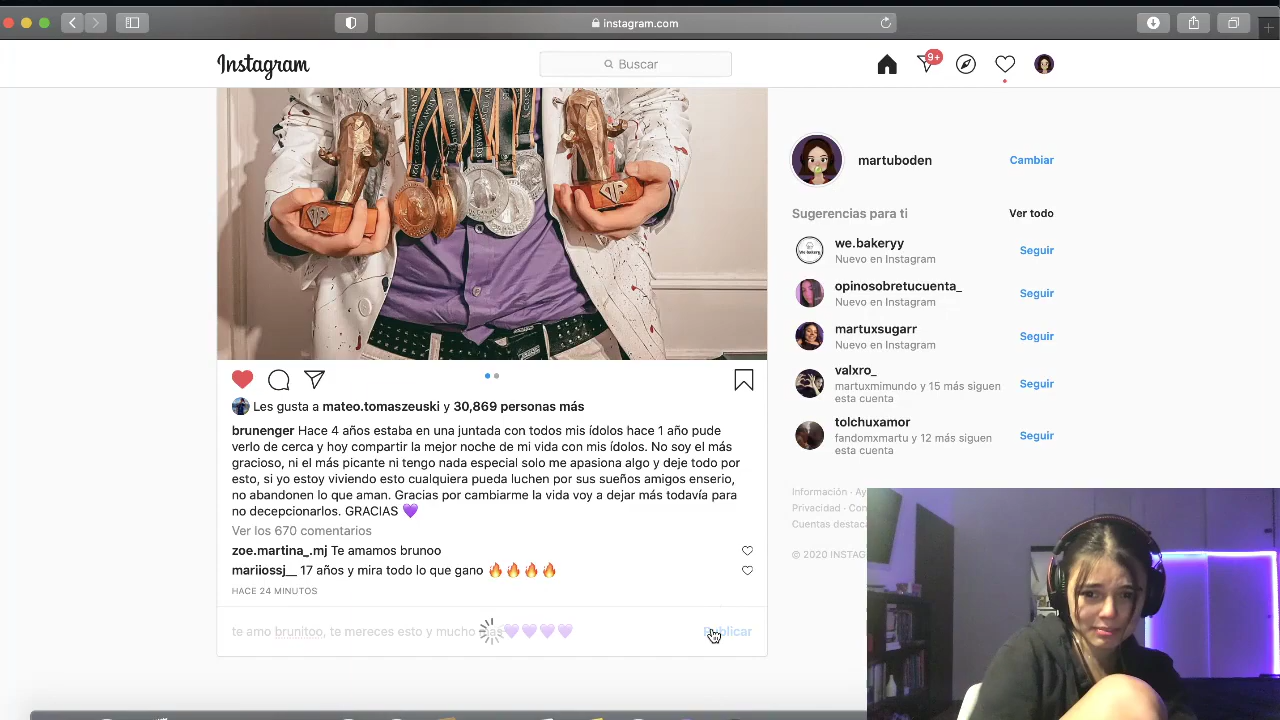 instagram.com
Instagram
Buscar
9+
martuboden
Cambiar
Sugerencias para ti
Ver todo
we.bakeryy
Nuevo en Instagram
Seguir
opinosobretucuenta_
Nuevo en Instagram
Seguir
martuxsugarr
Nuevo en Instagram
Seguir
valxro_
martuxmimundo y 15 más siguen
esta cuenta
Seguir
tolchuxamor
fandomxmartu y 12 más siguen
esta cuenta
Seguir
Información · Ay
Privacidad · Con
Cuentas destaca
© 2020 INSTAG
Les gusta a mateo.tomaszeuski y 30,869 personas más
brunenger Hace 4 años estaba en una juntada con todos mis ídolos hace 1 año pude
verlo de cerca y hoy compartir la mejor noche de mi vida con mis ídolos. No soy el más
gracioso, ni el más picante ni tengo nada especial solo me apasiona algo y deje todo por
esto, si yo estoy viviendo esto cualquiera pueda luchen por sus sueños amigos enserio,
no abandonen lo que aman. Gracias por cambiarme la vida voy a dejar más todavía para
no decepcionarlos. GRACIAS 💜
Ver los 670 comentarios
zoe.martina_.mj Te amamos brunoo
mariiossj__ 17 años y mira todo lo que gano 🔥🔥🔥🔥
HACE 24 MINUTOS
te amo brunitoo, te mereces esto y mucho mas💜💜💜💜
Publicar